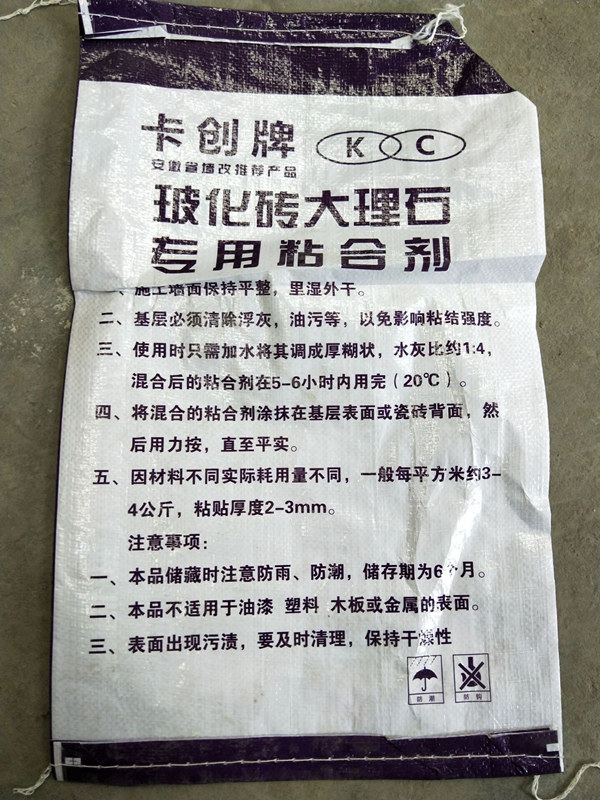 卡创牌 K C
安徽省墙改推荐产品
玻化砖大理石
专用粘合剂
一、施工墙面保持平整，里湿外干。
二、基层必须清除浮灰，油污等，以免影响粘结强度。
三、使用时只需加水将其调成厚糊状，水灰比约1:4，
混合后的粘合剂在5-6小时内用完（20℃）。
四、将混合的粘合剂涂抹在基层表面或瓷砖背面，然
后用力按，直至平实。
五、因材料不同实际耗用量不同，一般每平方米约3-
4公斤，粘贴厚度2-3mm。
注意事项：
一、本品储藏时注意防雨、防潮，储存期为6个月。
二、本品不适用于油漆 塑料 木板或金属的表面。
三、表面出现污渍，要及时清理，保持干燥性
防潮